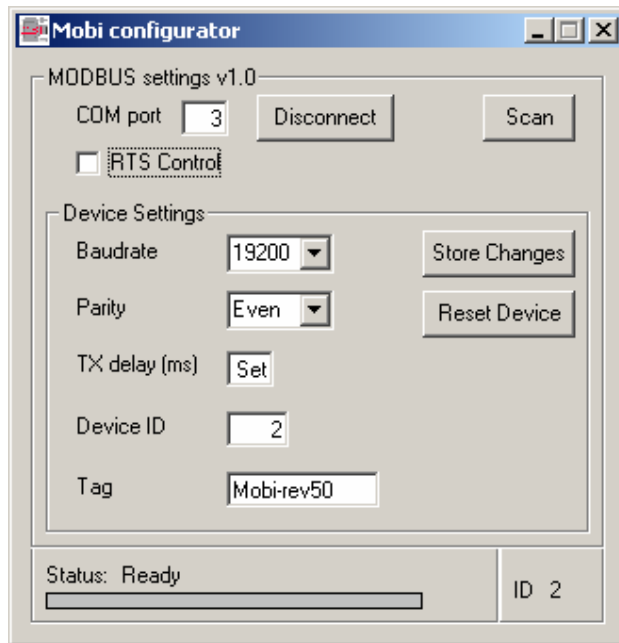 Mobi configurator
MODBUS settings v1.0
COM port 3 Disconnect Scan
RTS Control
Device Settings
Baudrate 19200 Store Changes
Parity Even Reset Device
TX delay (ms) Set
Device ID 2
Tag Mobi-rev50
Status: Ready
ID 2